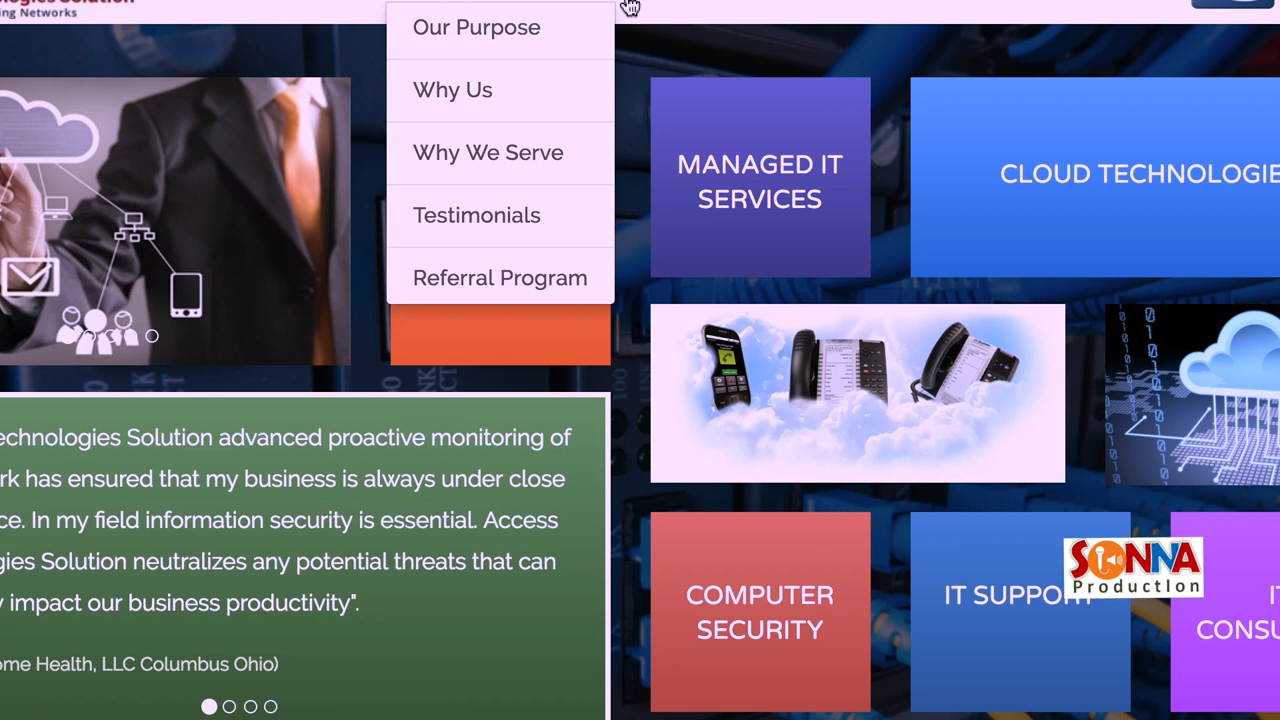 ologies Solution
ing Networks
Our Purpose
Why Us
Why We Serve
Testimonials
Referral Program
MANAGED IT
SERVICES
CLOUD TECHNOLOGIE
echnologies Solution advanced proactive monitoring of
rk has ensured that my business is always under close
ce. In my field information security is essential. Access
gies Solution neutralizes any potential threats that can
y impact our business productivity".
ome Health, LLC Columbus Ohio)
COMPUTER
SECURITY
IT SUPPORT
IT
CONSU
SONNA
Production